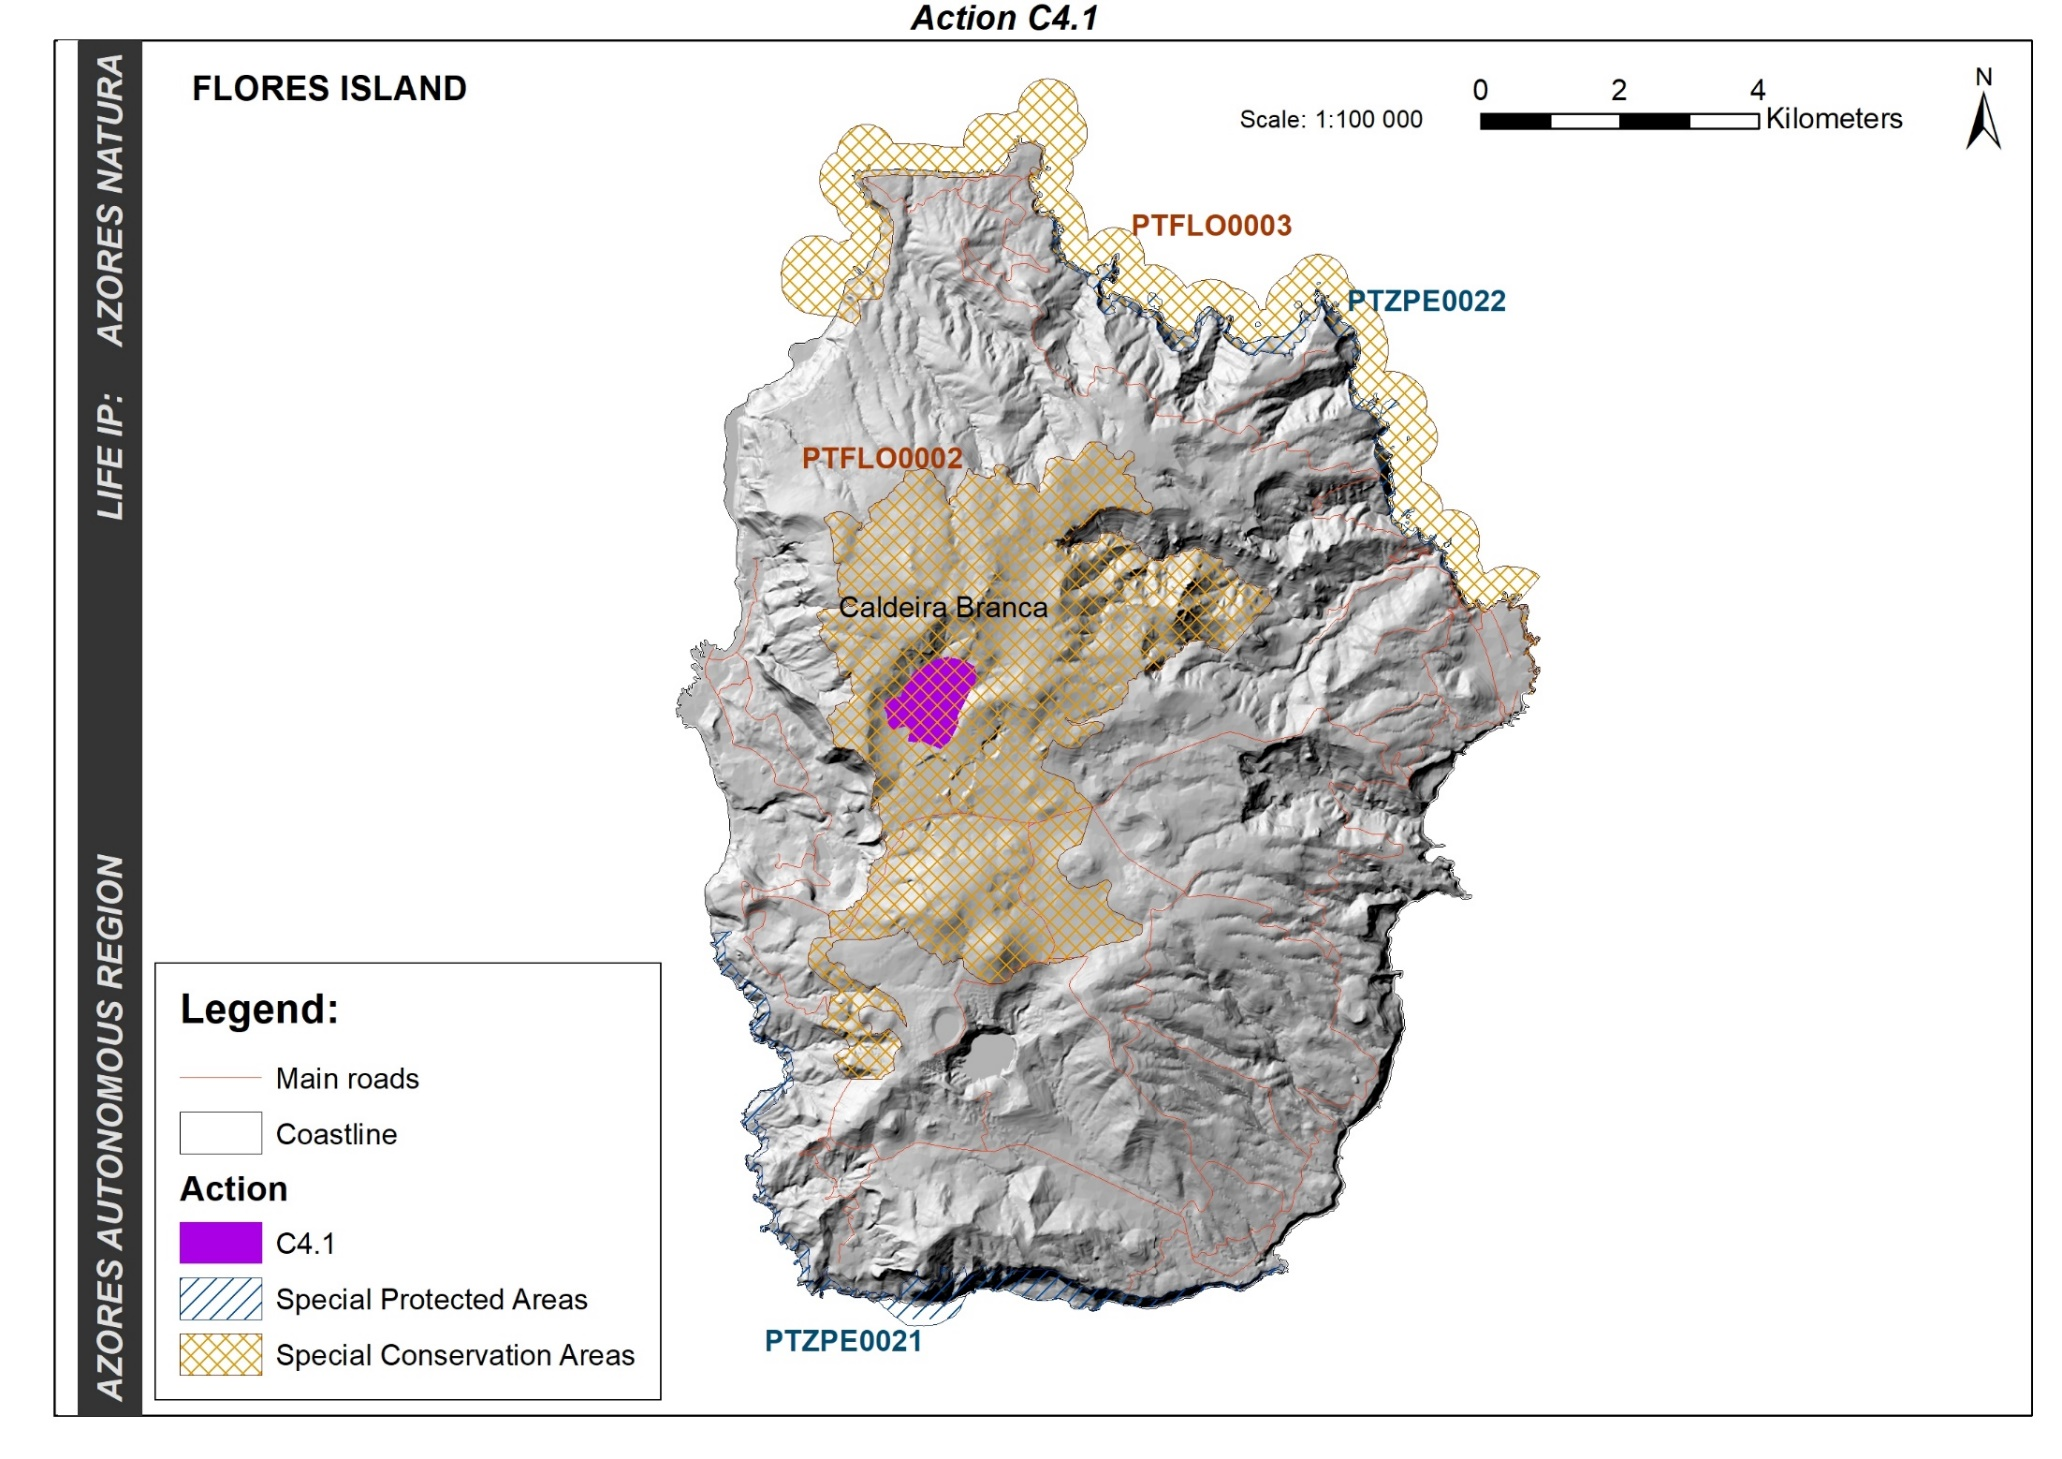 Action C4.1
AZORES AUTONOMOUS REGION LIFE IP: AZORES NATURA
FLORES ISLAND
Scale: 1:100 000
0 2 4
Kilometers
N
PTFLO0003
PTZPE0022
PTFLO0002
Caldeira Branca
PTZPE0021
Legend:
Main roads
Coastline
Action
C4.1
Special Protected Areas
Special Conservation Areas